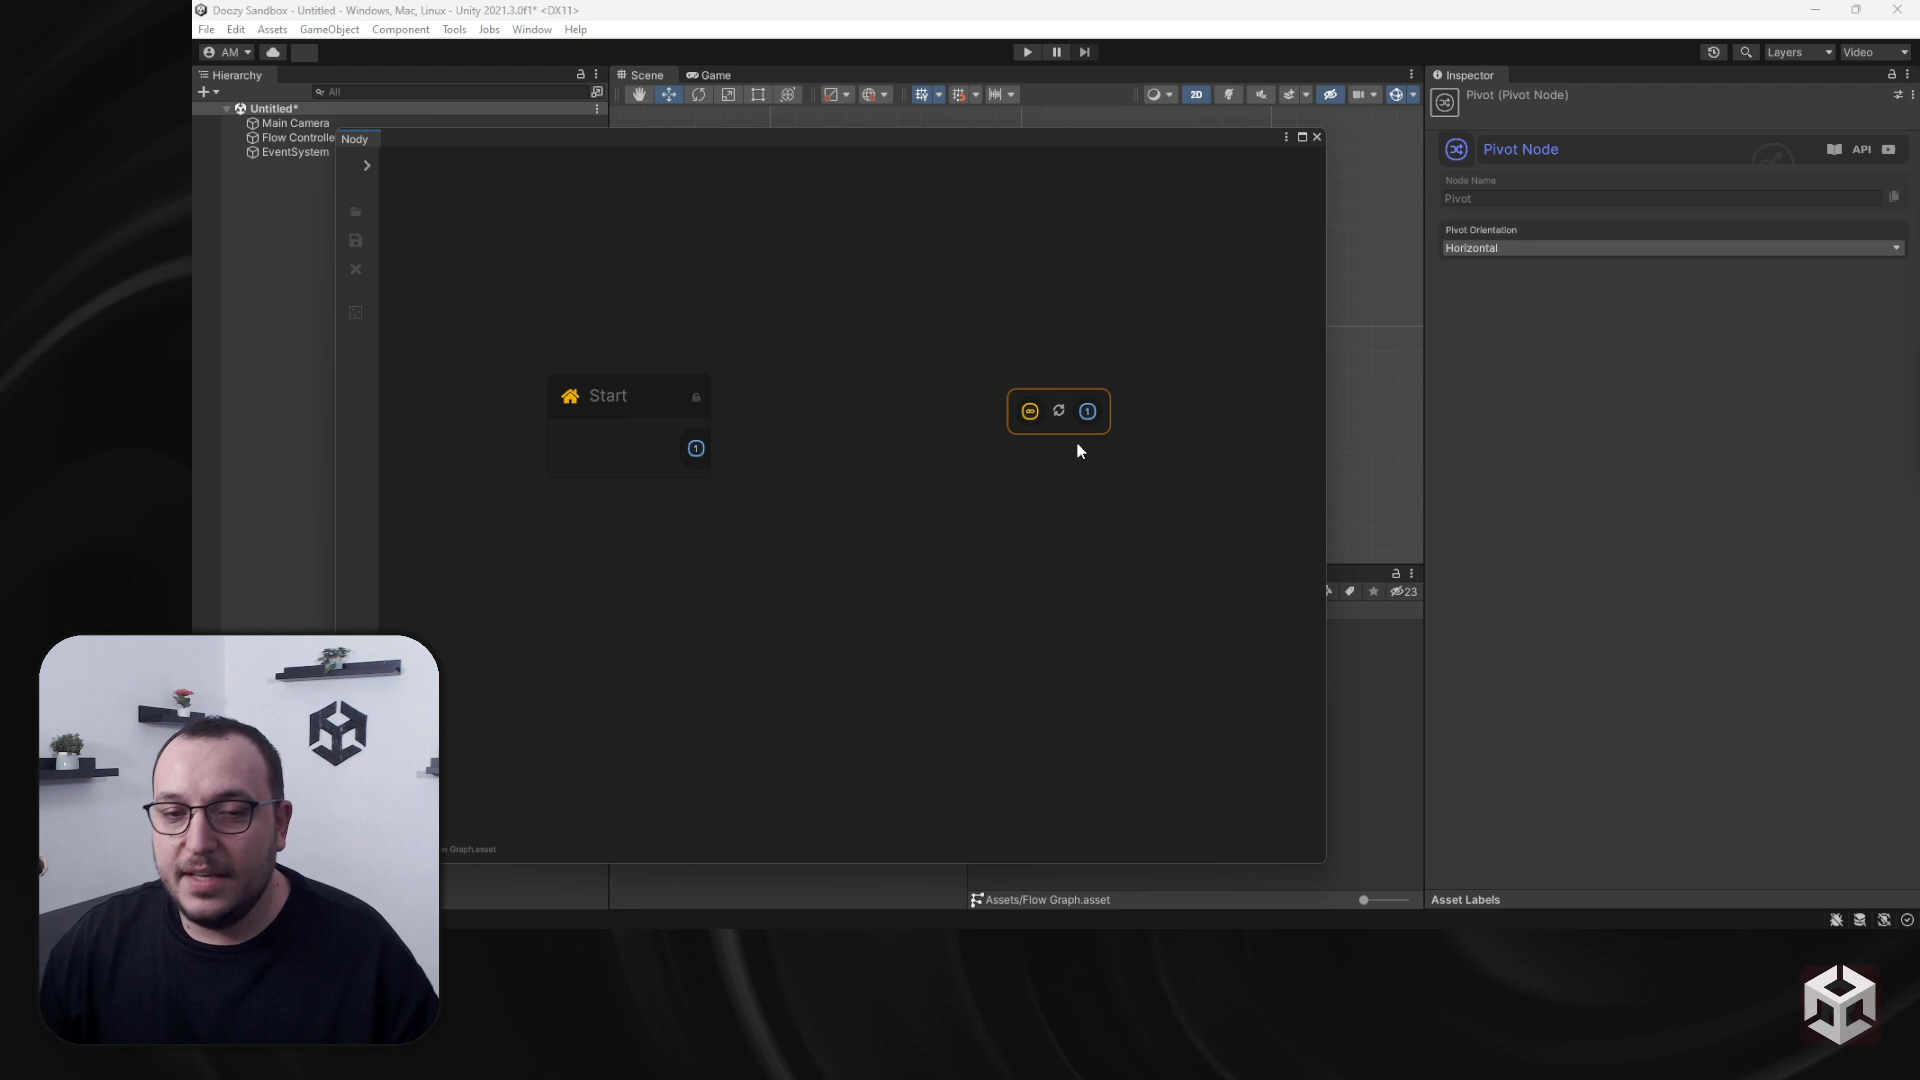 Doozy Sandbox - Untitled - Windows, Mac, Linux - Unity 2021.3.0f1* <DX11>
File Edit Assets GameObject Component Tools Jobs Window Help
AM
Layers
Video
Hierarchy
Scene
Game
Inspector
All
2D
Pivot (Pivot Node)
Untitled*
Main Camera
Flow Controlle
EventSystem
Nody
Pivot Node
API
Node Name
Pivot
Pivot Orientation
Horizontal
Start
1
1
23
w Graph.asset
Assets/Flow Graph.asset
Asset Labels